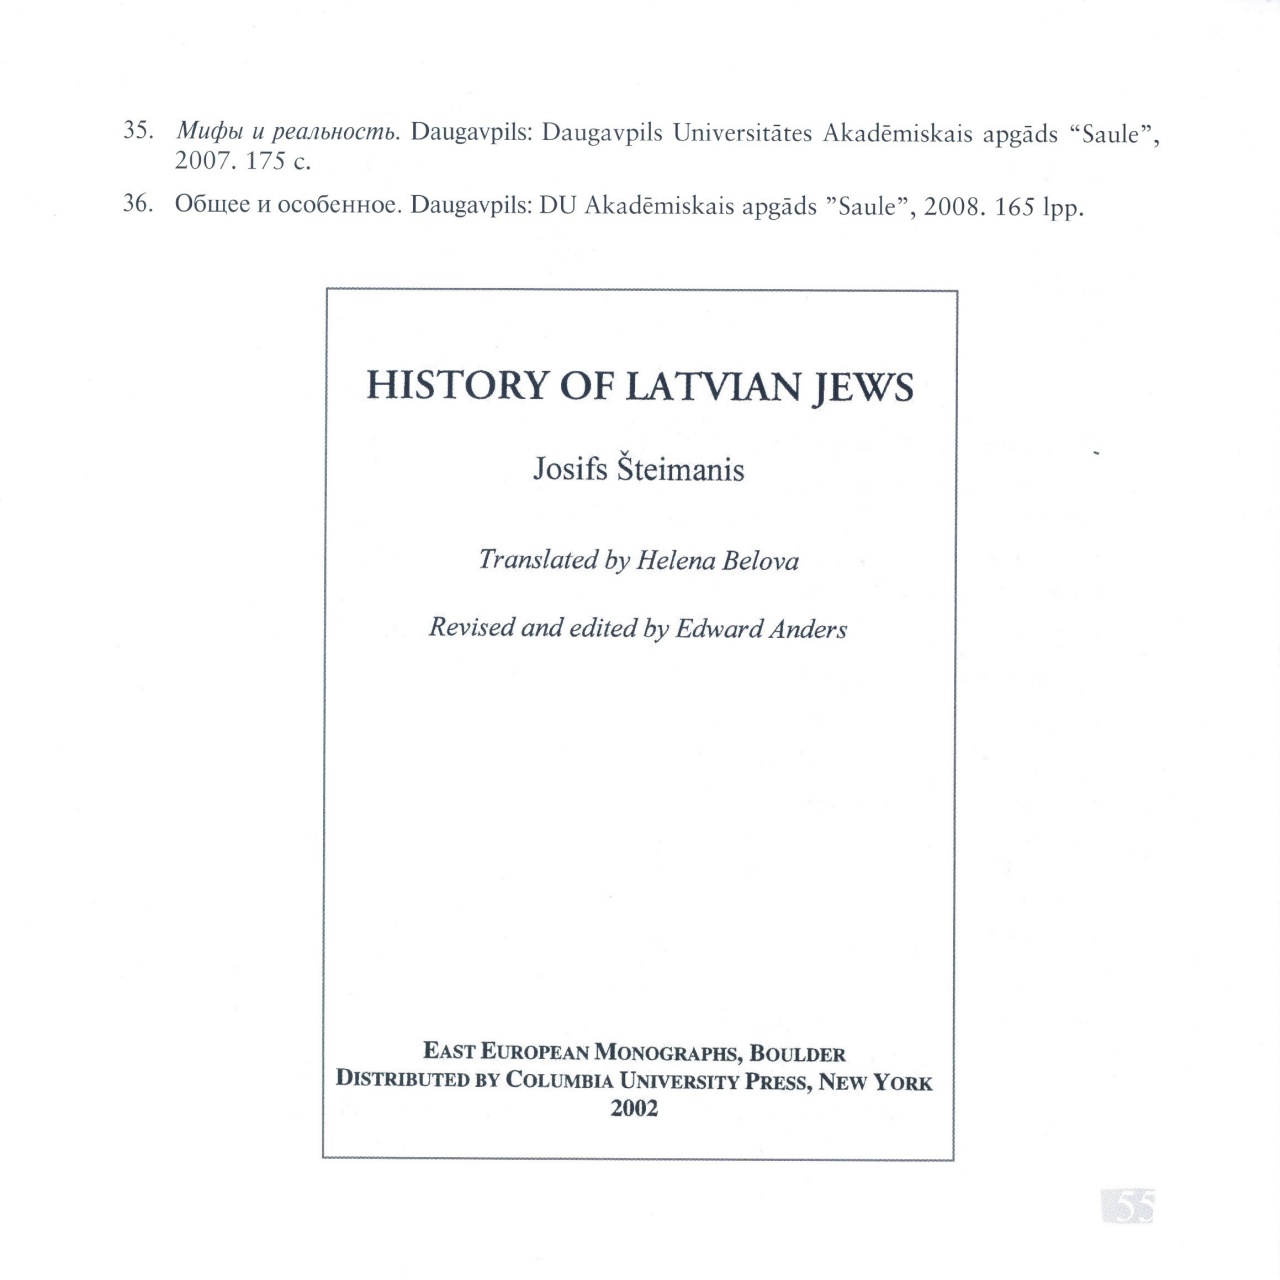 35. Мифы и реальность. Daugavpils: Daugavpils Universitātes Akadēmiskais apgāds “Saule”,
2007. 175 с.
36. Общее и особенное. Daugavpils: DU Akadēmiskais apgāds ”Saule”, 2008. 165 lpp.
HISTORY OF LATVIAN JEWS
Josifs Šteimanis
Translated by Helena Belova
Revised and edited by Edward Anders
EAST EUROPEAN MONOGRAPHS, BOULDER
DISTRIBUTED BY COLUMBIA UNIVERSITY PRESS, NEW YORK
2002
55